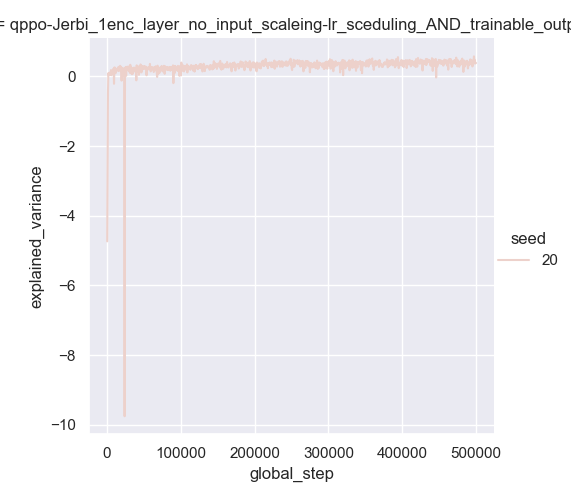 = qppo-Jerbi_1enc_layer_no_input_scaleing-lr_sceduling_AND_trainable_outp
0
−2
−4
−6
−8
−10
explained_variance
0 100000 200000 300000 400000 500000
global_step
seed
20